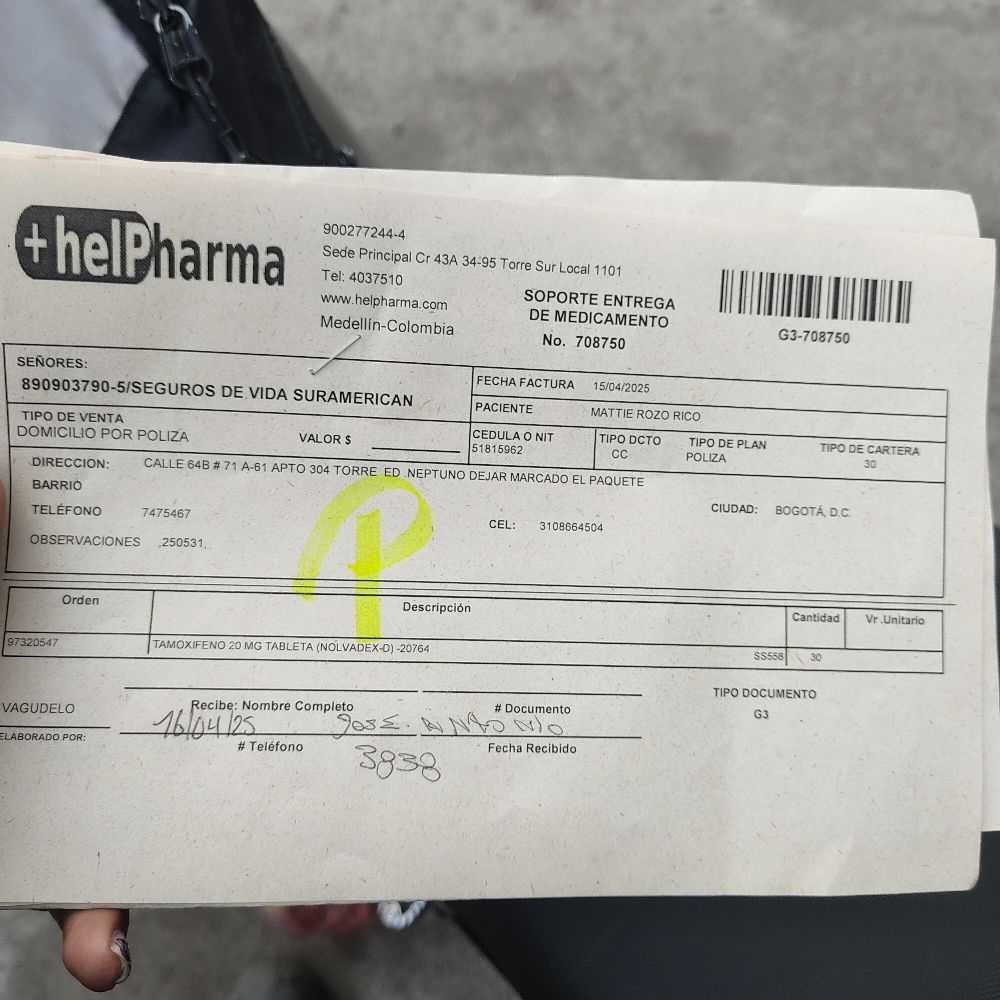 +helPharma
900277244-4
Sede Principal Cr 43A 34-95 Torre Sur Local 1101
Tel: 4037510
www.helpharma.com
Medellín-Colombia
SOPORTE ENTREGA
DE MEDICAMENTO
No. 708750
G3-708750
SEÑORES:
890903790-5/SEGUROS DE VIDA SURAMERICAN
FECHA FACTURA 15/04/2025
PACIENTE MATTIE ROZO RICO
TIPO DE VENTA
DOMICILIO POR POLIZA
VALOR $
CEDULA O NIT
51815962
TIPO DCTO
CC
TIPO DE PLAN
POLIZA
TIPO DE CARTERA
30
DIRECCION: CALLE 64B # 71 A-61 APTO 304 TORRE ED .NEPTUNO DEJAR MARCADO EL PAQUETE
BARRIO
TELÉFONO 7475467
CEL: 3108664504
CIUDAD: BOGOTÁ, D.C.
OBSERVACIONES ,250531,
P
Orden Descripción Cantidad Vr .Unitario
97320547 TAMOXIFENO 20 MG TABLETA (NOLVADEX-D) -20764 SS558 30
VAGUDELO
ELABORADO POR:
Recibe: Nombre Completo
# Documento
16/04/25 JOSE ANTONIO
# Teléfono
Fecha Recibido
3838
TIPO DOCUMENTO
G3